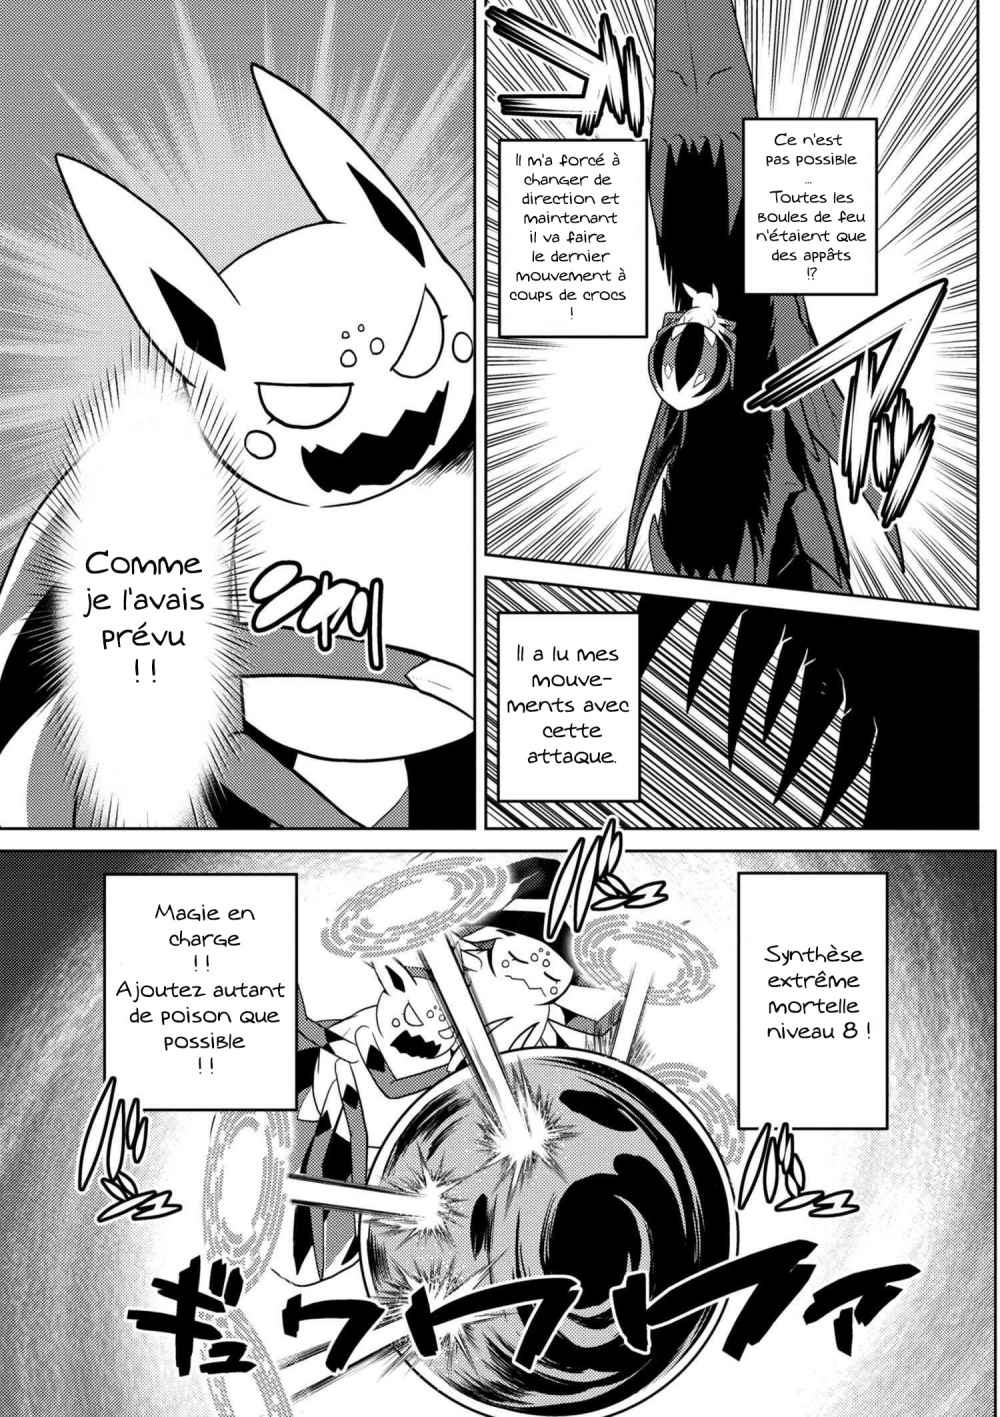 Ce n'est
pas possible
...
Toutes les
boules de feu
n'étaient que
des appâts
!?
Il m'a forcé à
changer de
direction et
maintenant
il va faire
le dernier
mouvement à
coups de crocs
!
Il a lu mes
mouve-
ments avec
cette
attaque.
Comme
je l'avais
prévu
!!
Synthèse
extrême
mortelle
niveau 8 !
Magie en
charge
!!
Ajoutez autant
de poison que
possible
!!
ギュワワワァァ